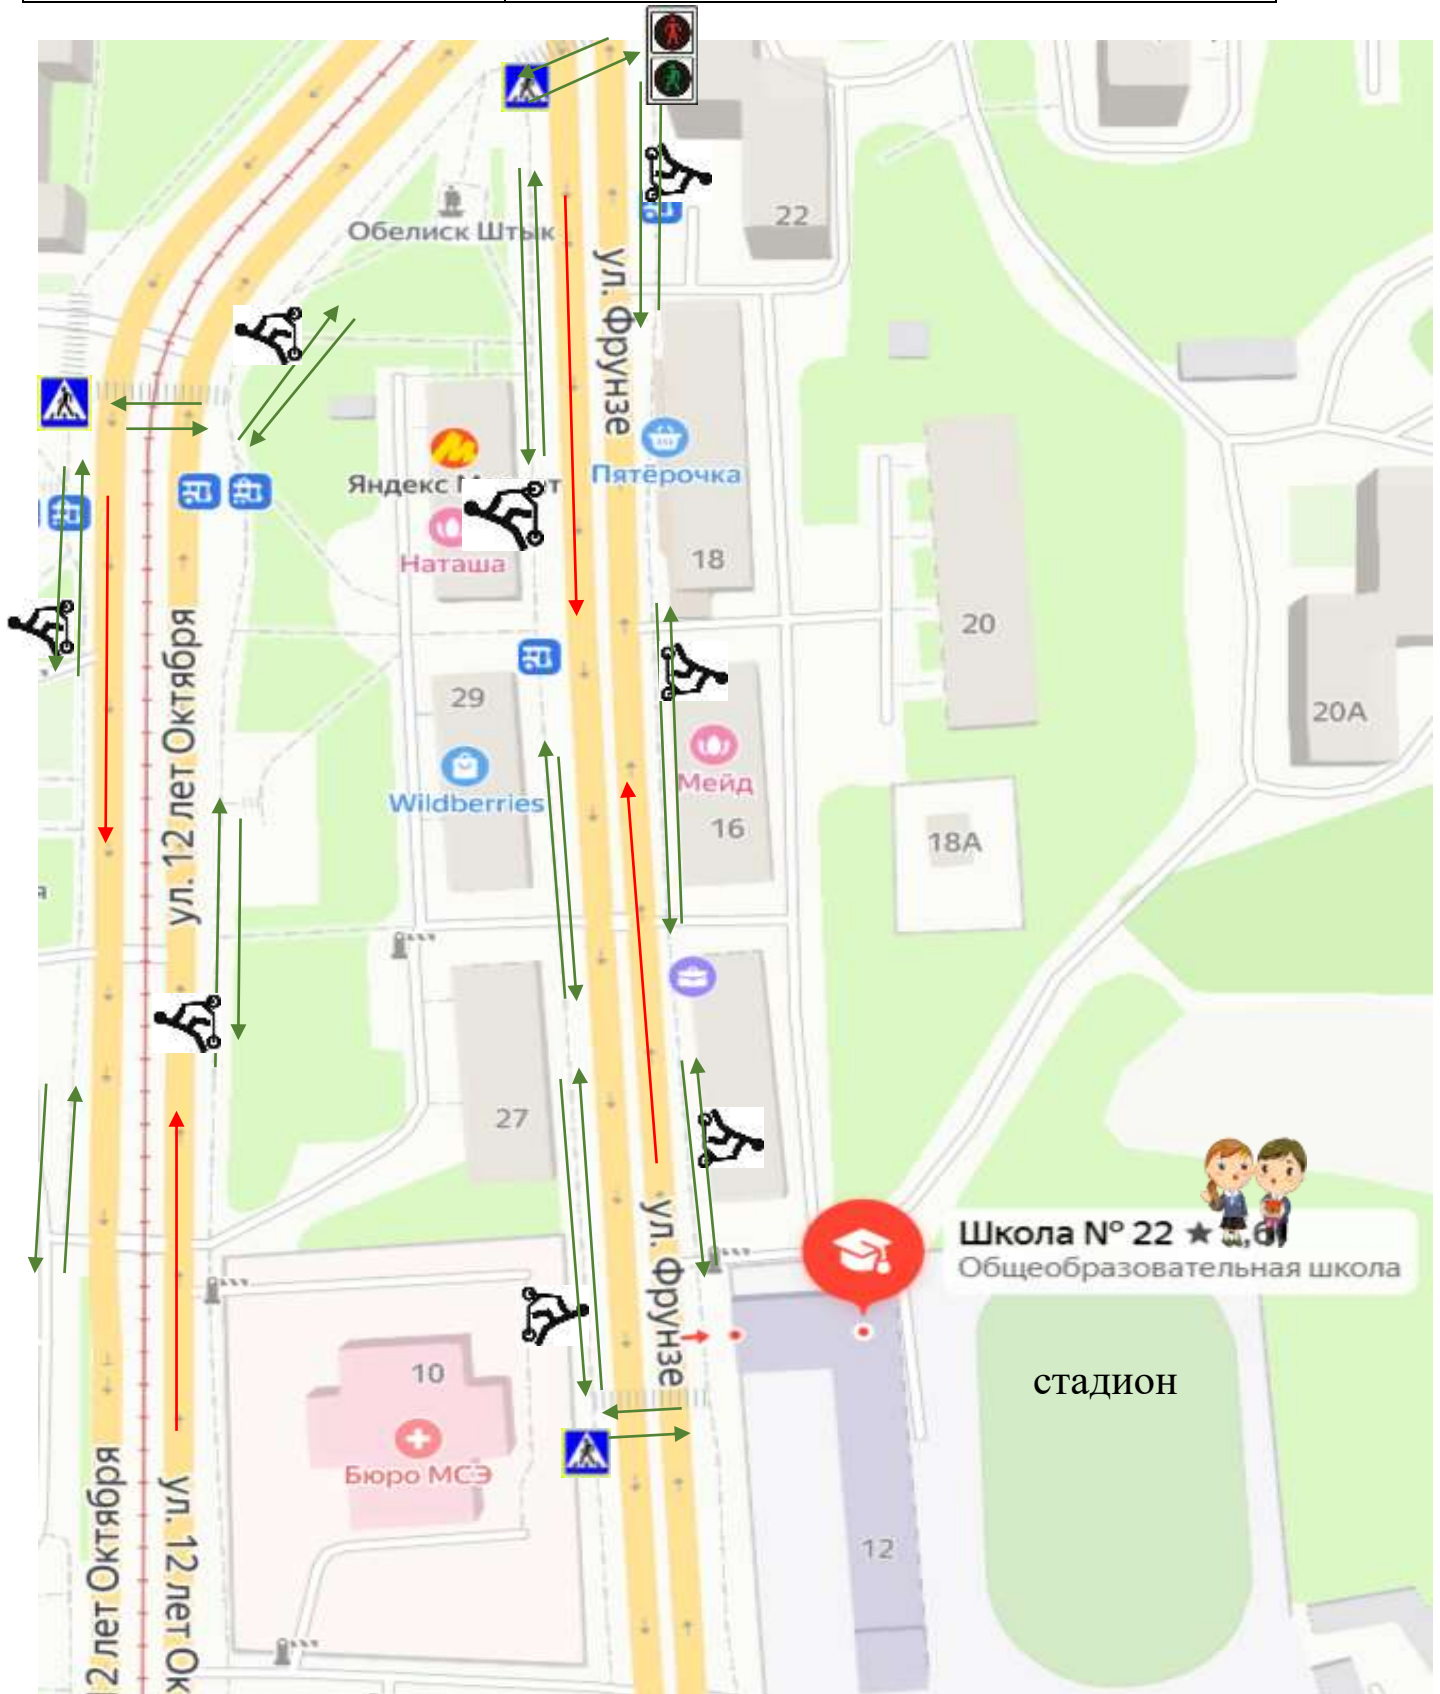 22
Обелиск Штык
ул. Фрунзе
Пятёрочка
Яндекс М
т
Наташа
18
20
20А
ул. 12 лет Октября
29
Wildberries
Мейд
16
18А
27
ул. Фрунзе
Школа № 22 ★
Общеобразовательная школа
10
Бюро МСЭ
стадион
12
2 лет Октября
ул. 12 лет Ок